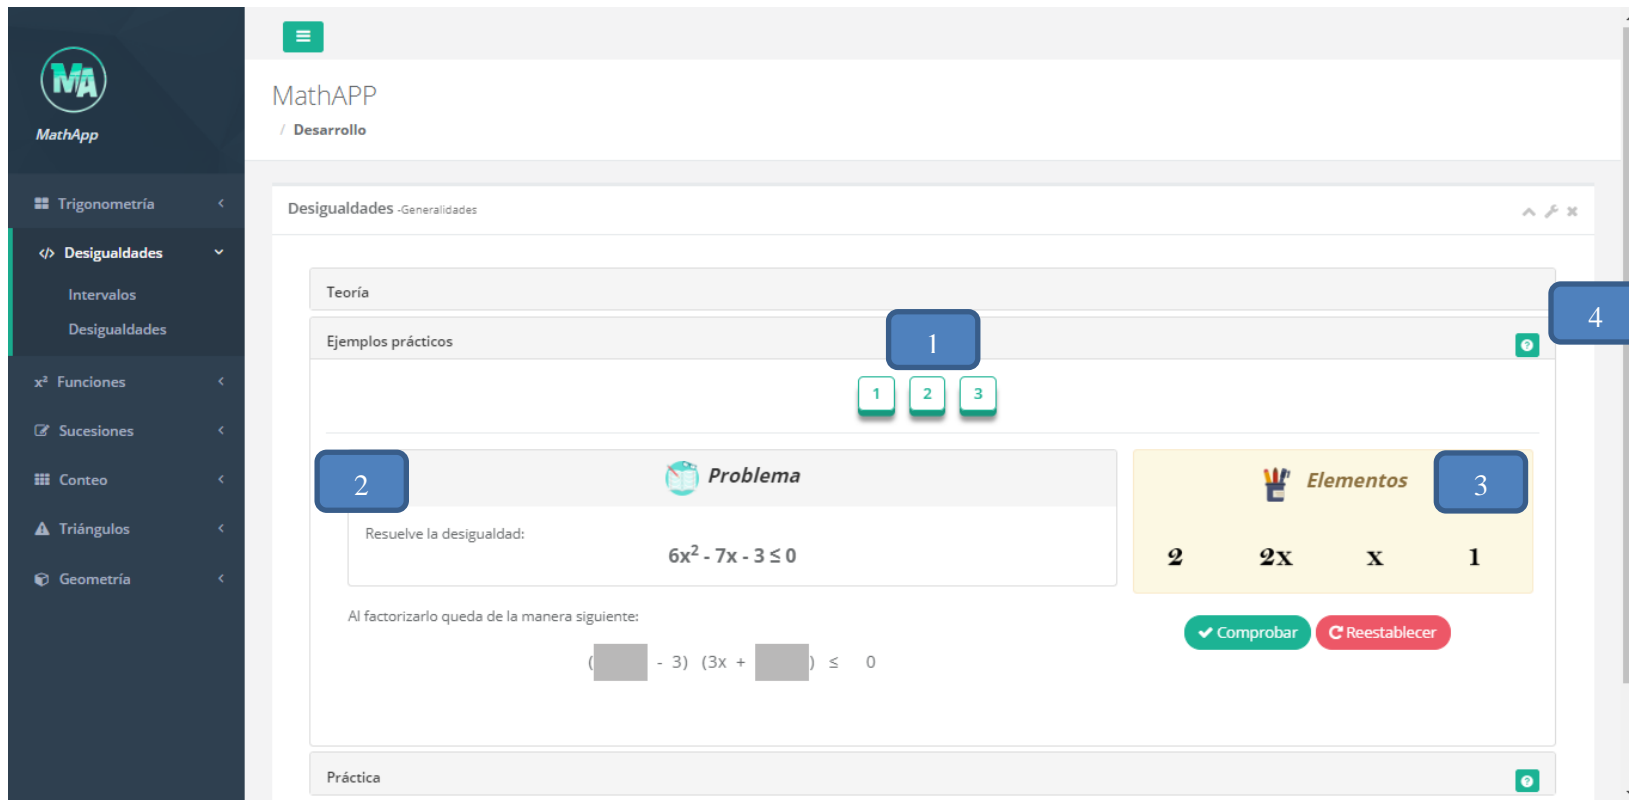 MA
MathApp
Trigonometría
Desigualdades
Intervalos
Desigualdades
x² Funciones
Sucesiones
Conteo
Triángulos
Geometría
MathAPP
/ Desarrollo
Desigualdades -Generalidades
Teoría
4
Ejemplos prácticos
1
1 2 3
2
Problema
Elementos
3
Resuelve la desigualdad:
6x² - 7x - 3 ≤ 0
2 2x x 1
Al factorizarlo queda de la manera siguiente:
Comprobar Reestablecer
( - 3) (3x + ) ≤ 0
Práctica